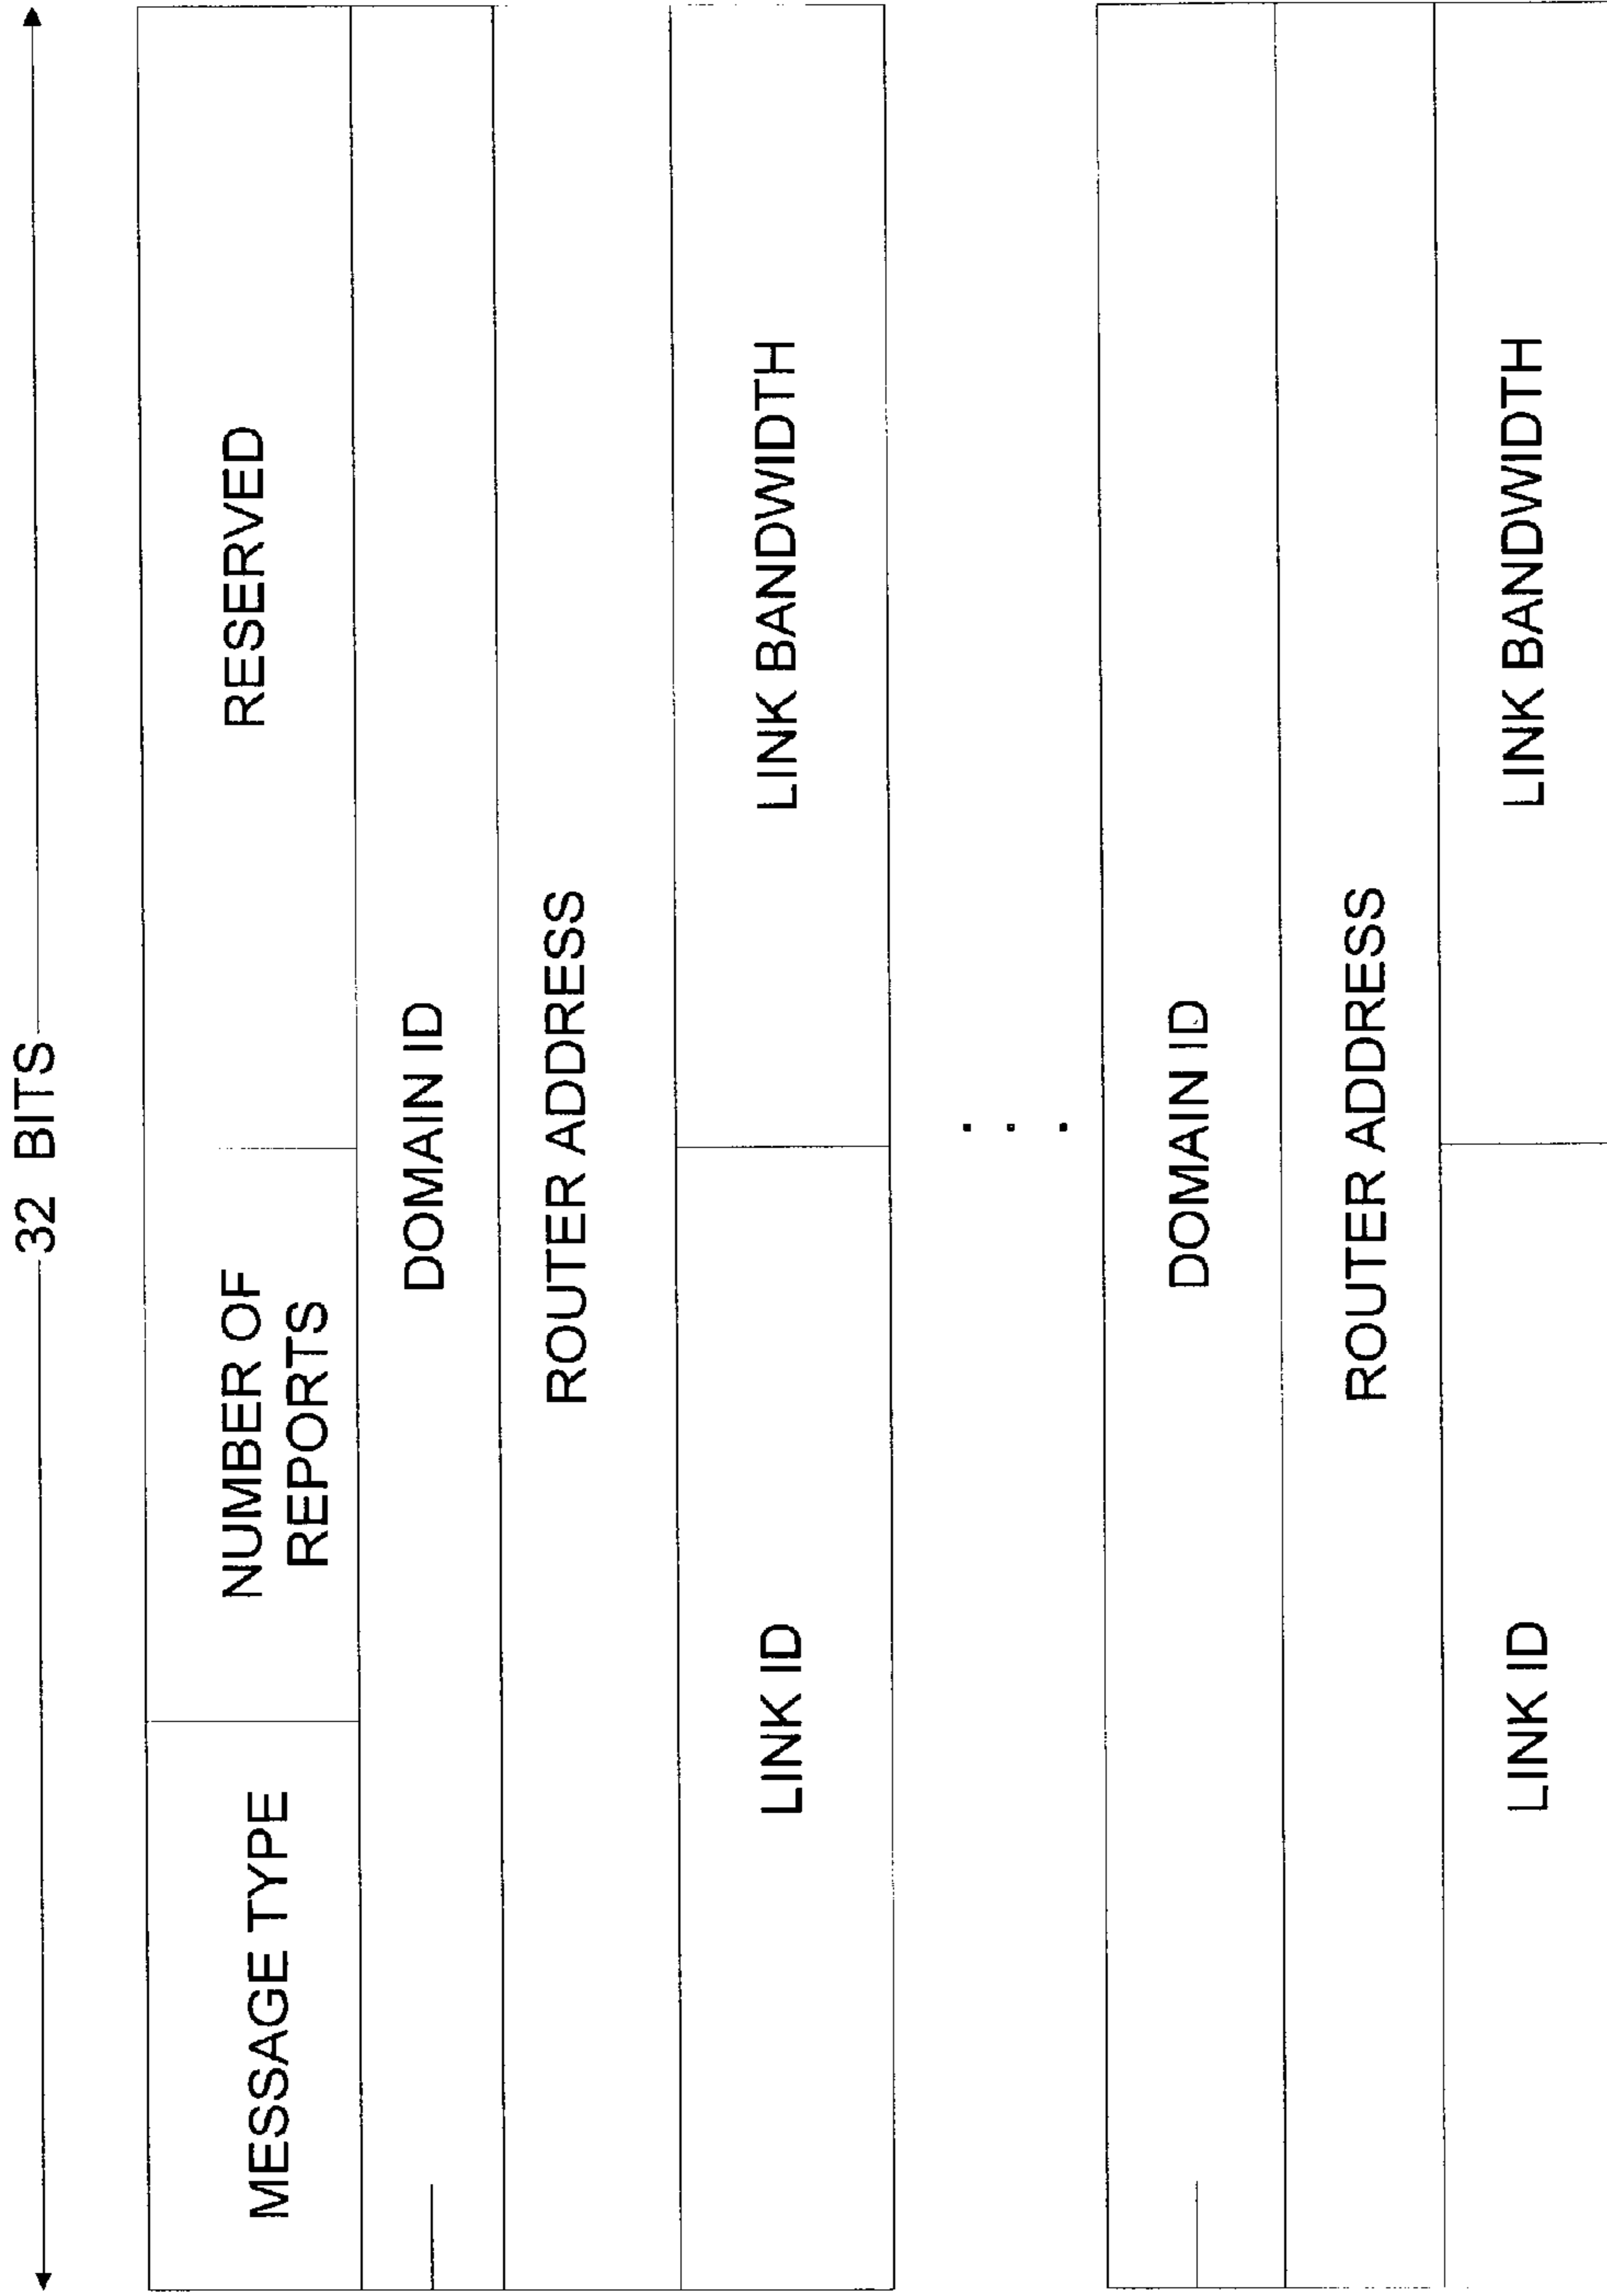 32 BITS
MESSAGE TYPE
NUMBER OF
REPORTS
RESERVED
DOMAIN ID
ROUTER ADDRESS
LINK ID
LINK BANDWIDTH
. . .
DOMAIN ID
ROUTER ADDRESS
LINK ID
LINK BANDWIDTH